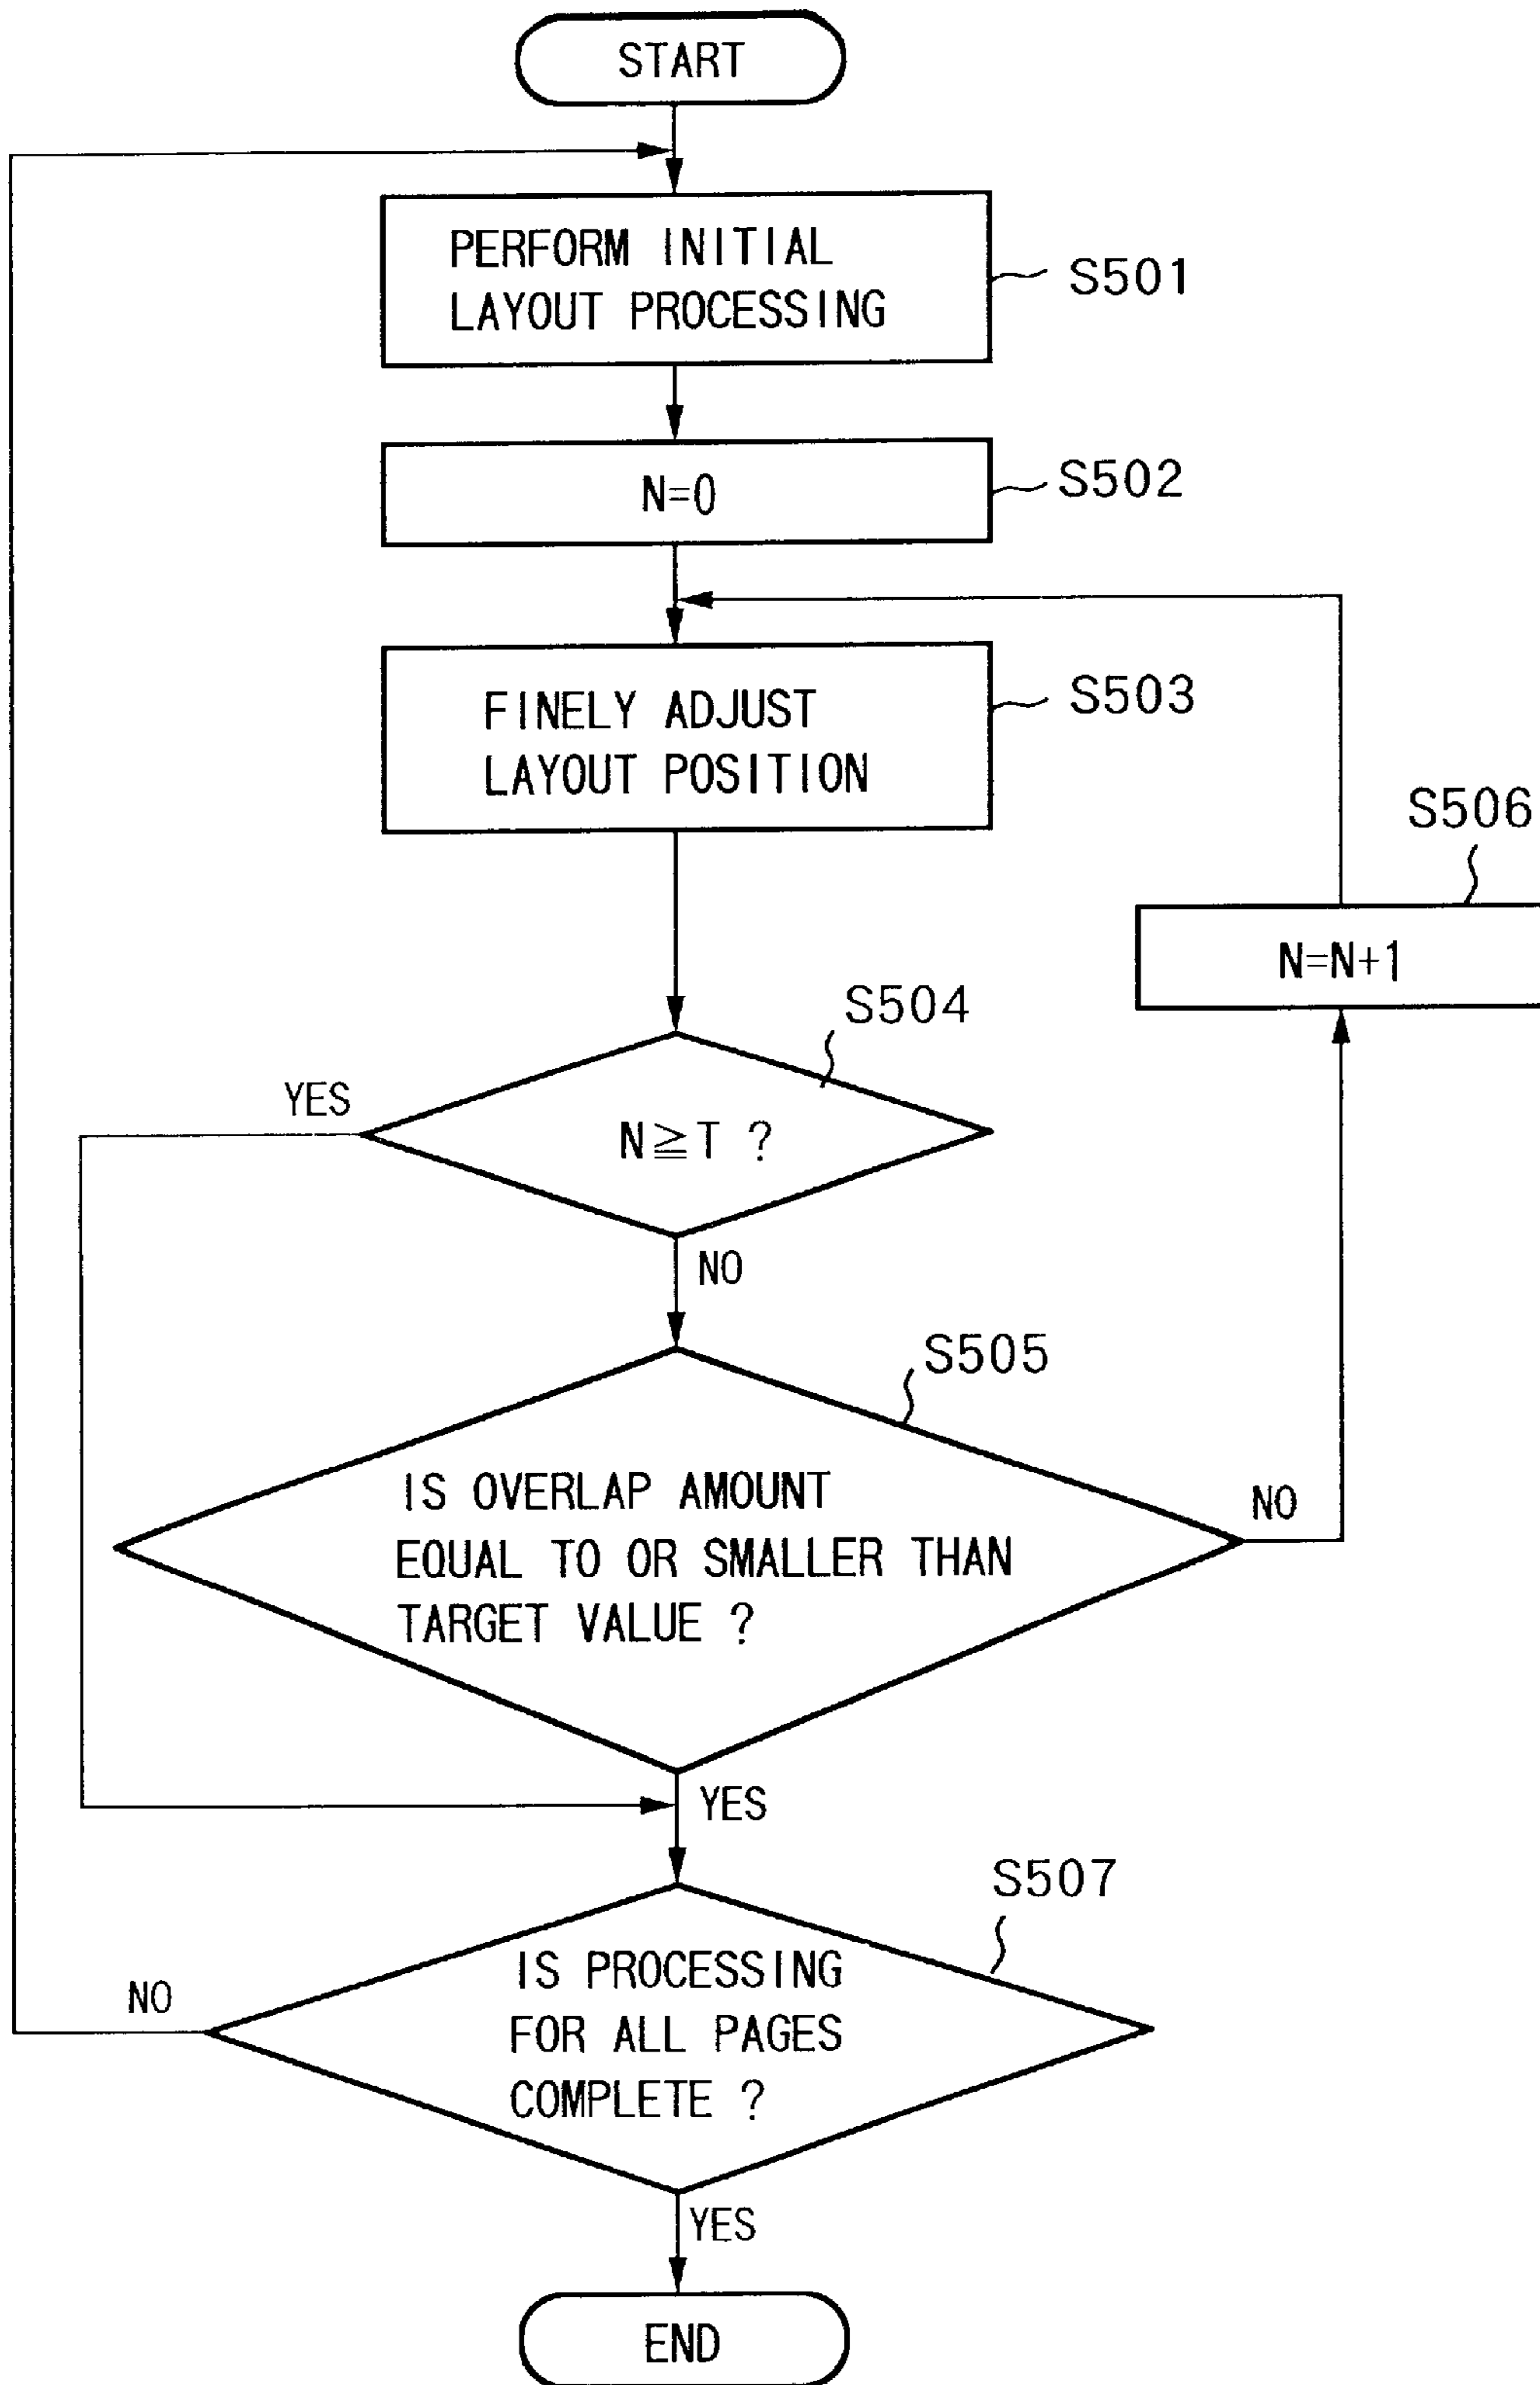 START
PERFORM INITIAL
LAYOUT PROCESSING
S501
N=0
S502
FINELY ADJUST
LAYOUT POSITION
S503
S506
N=N+1
S504
YES
N≧T ?
NO
S505
IS OVERLAP AMOUNT
EQUAL TO OR SMALLER THAN
TARGET VALUE ?
NO
YES
S507
IS PROCESSING
FOR ALL PAGES
COMPLETE ?
NO
YES
END